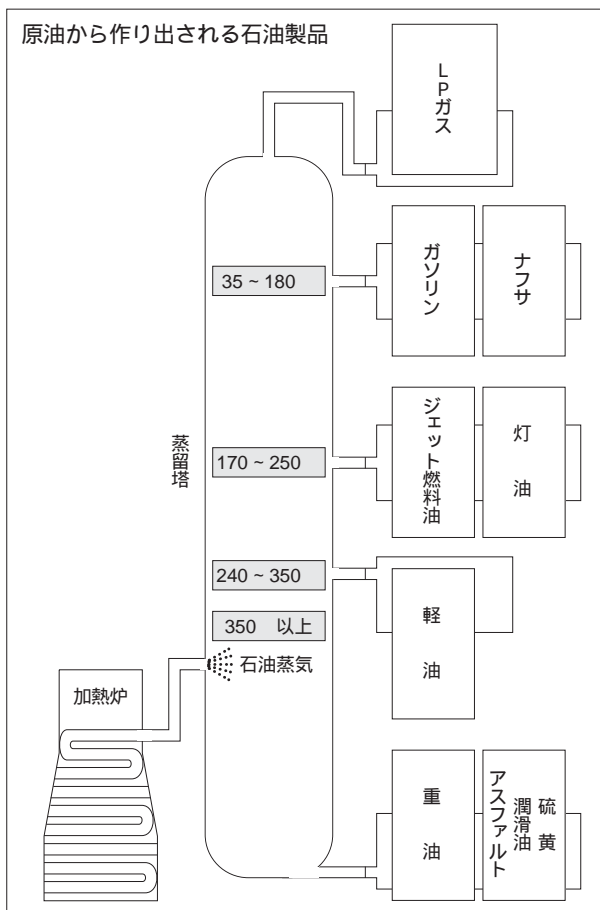 原油から作り出される石油製品
LPガス
35~180
ガソリン
ナフサ
蒸留塔
170~250
ジェット燃料油
灯油
240~350
350 以上
軽油
石油蒸気
加熱炉
重油
硫黄
潤滑油
アスファルト